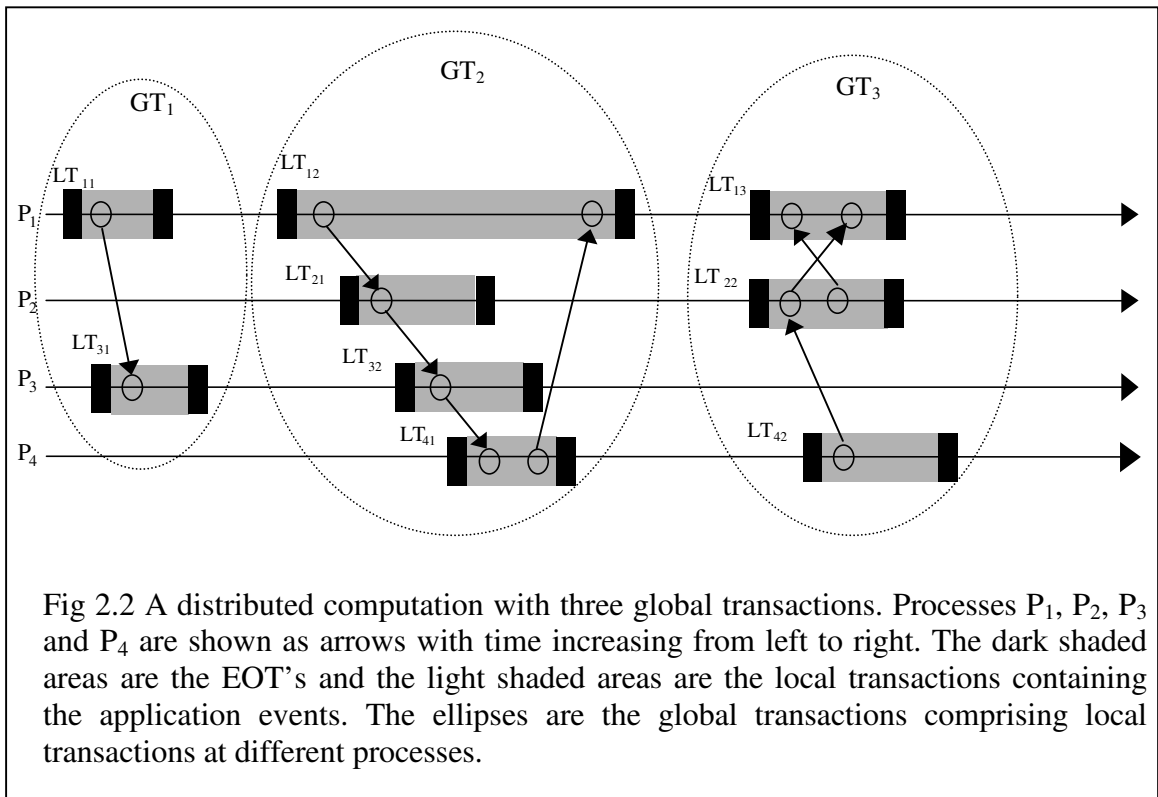 GT₁
GT₂
GT₃
LT₁₁
LT₁₂
LT₁₃
P₁
LT₂₁
LT₂₂
P₂
LT₃₁
LT₃₂
P₃
LT₄₁
LT₄₂
P₄
Fig 2.2 A distributed computation with three global transactions. Processes P₁, P₂, P₃
and P₄ are shown as arrows with time increasing from left to right. The dark shaded
areas are the EOT's and the light shaded areas are the local transactions containing
the application events. The ellipses are the global transactions comprising local
transactions at different processes.